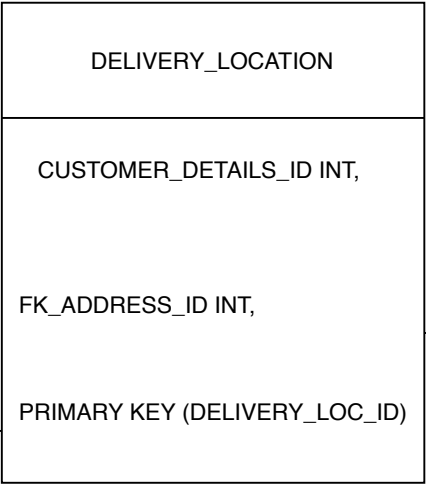 DELIVERY_LOCATION
CUSTOMER_DETAILS_ID INT,
FK_ADDRESS_ID INT,
PRIMARY KEY (DELIVERY_LOC_ID)